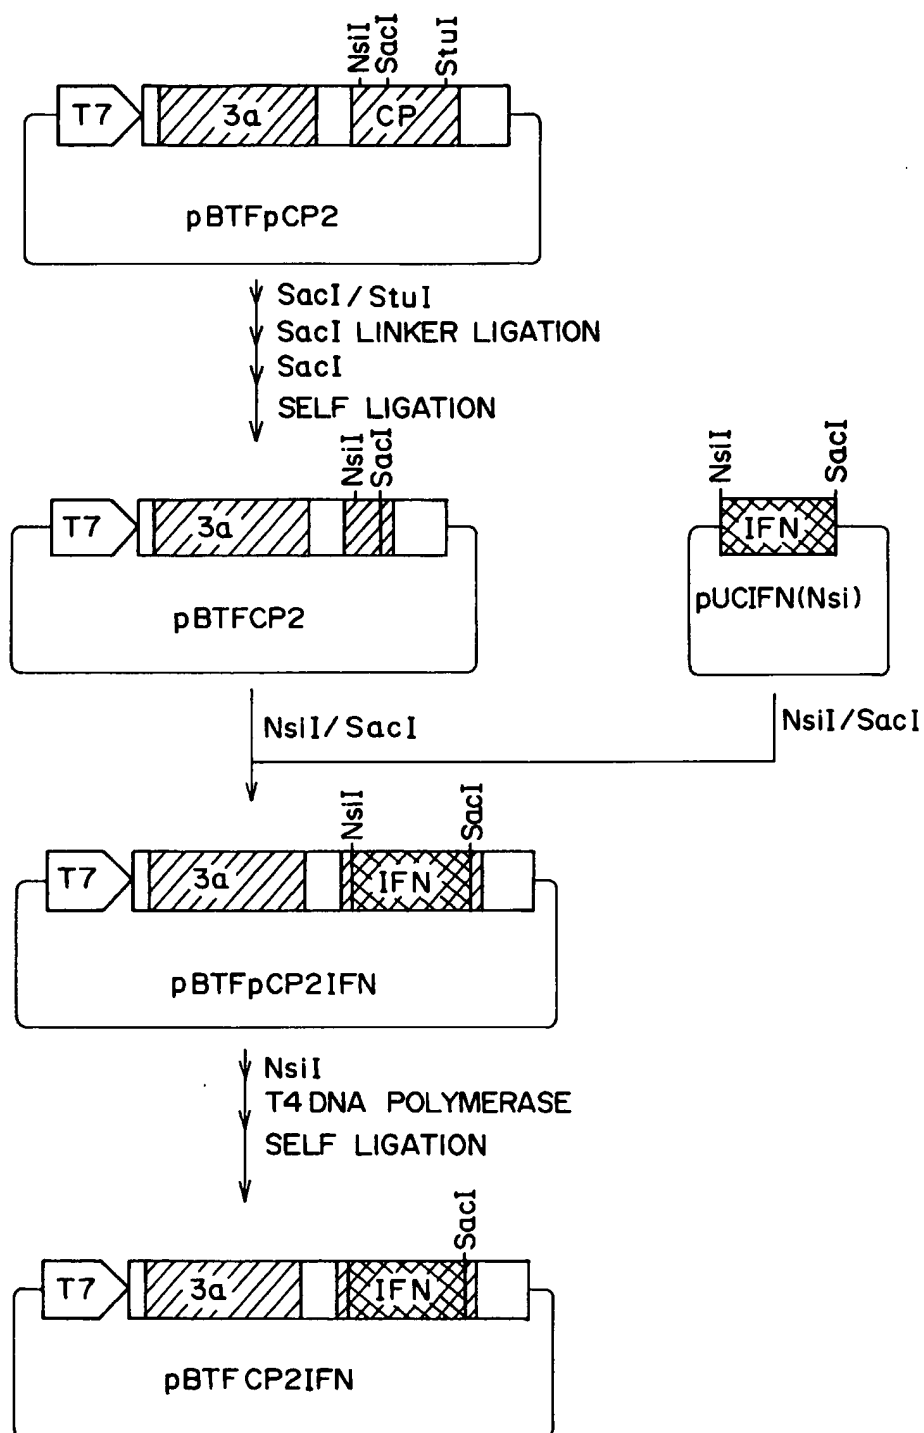 NsiI
SacI
StuI
T7
3a
CP
pBTFpCP2
SacI/StuI
SacI LINKER LIGATION
SacI
SELF LIGATION
NsiI
SacI
NsiI
SacI
T7
3a
IFN
pBTFCP2
pUCIFN(Nsi)
NsiI/SacI
NsiI/SacI
NsiI
SacI
T7
3a
IFN
pBTFpCP2IFN
NsiI
T4 DNA POLYMERASE
SELF LIGATION
SacI
T7
3a
IFN
pBTFCP2IFN